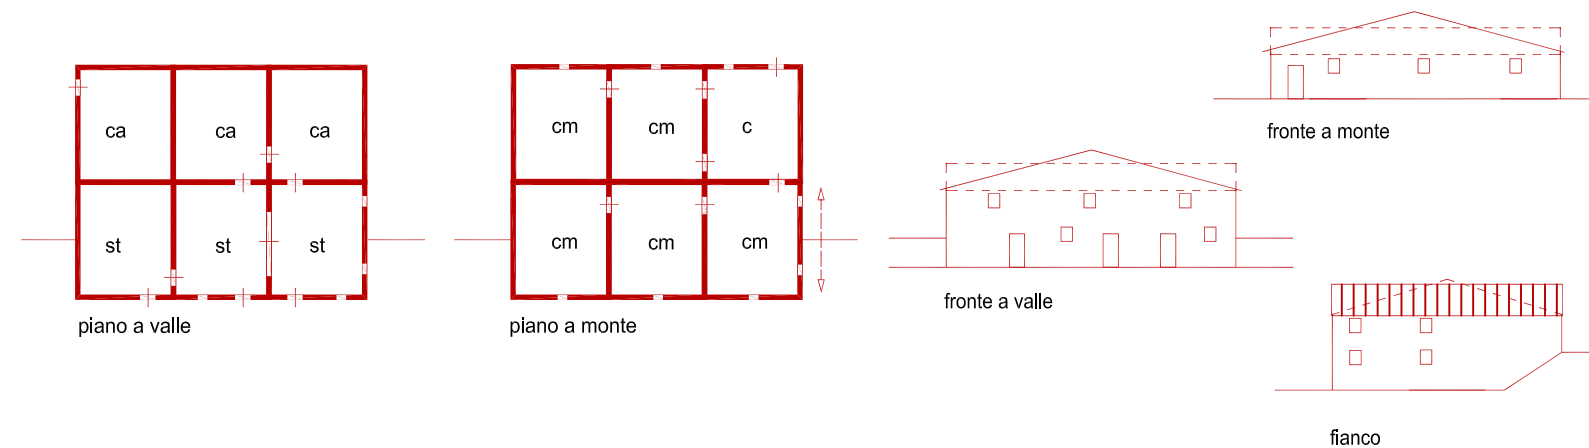 ca ca ca
st st st
piano a valle
cm cm c
cm cm cm
piano a monte
fronte a monte
fronte a valle
fianco